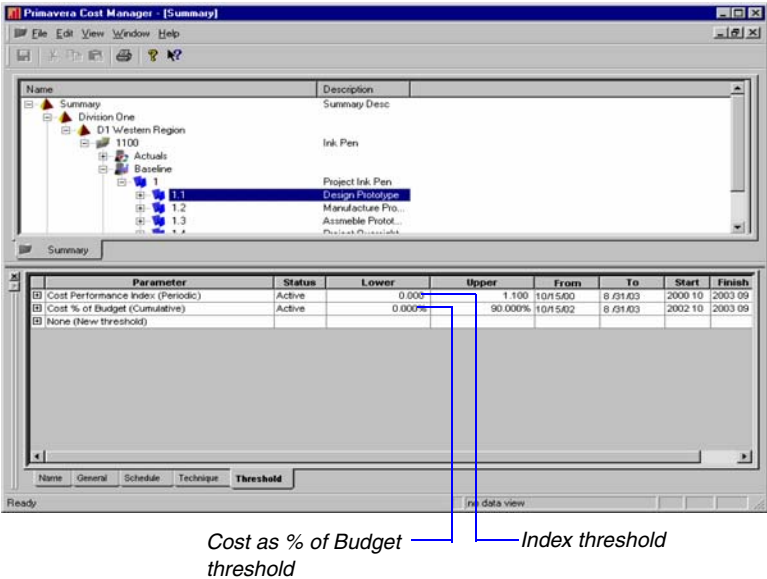 Primavera Cost Manager - [Summary]
File Edit View Window Help
Name Description
Summary Summary Desc
Division One
D1 Western Region
1100 Ink Pen
Actuals
Baseline
1 Project Ink Pen
1.1 Design Prototype
1.2 Manufacture Pro...
1.3 Assmeble Protot...
1.4 Project Oversight
Summary
Parameter Status Lower Upper From To Start Finish
Cost Performance Index (Periodic) Active 0.000 1.100 10/15/00 8/31/03 2000 10 2003 09
Cost % of Budget (Cumulative) Active 0.000% 90.000% 10/15/02 8/31/03 2002 10 2003 09
None (New threshold)
Name General Schedule Technique Threshold
Ready no data view
Cost as % of Budget Index threshold
threshold